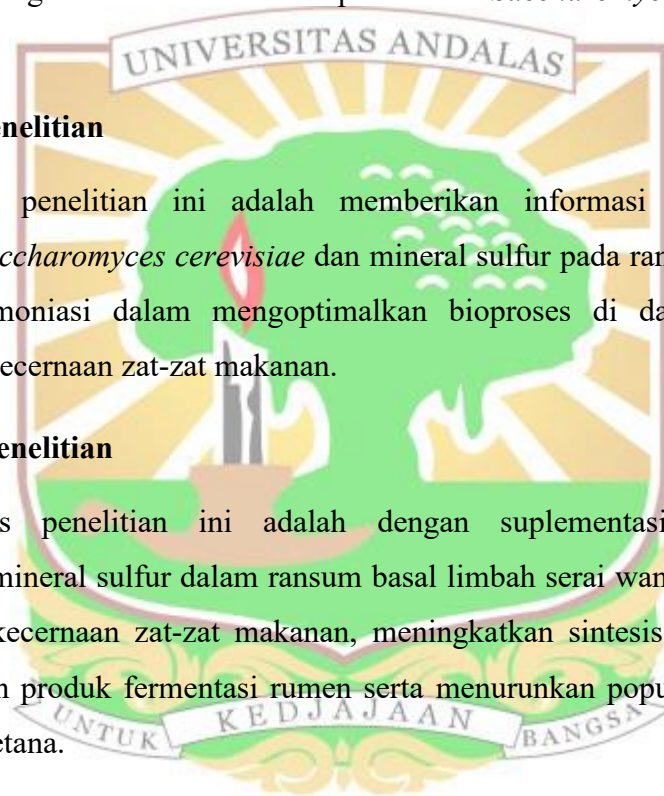 UNIVERSITAS ANDALAS
enelitian
penelitian ini adalah memberikan informasi
ccharomyces cerevisiae dan mineral sulfur pada ran
moniasi dalam mengoptimalkan bioproses di da
ecernaan zat-zat makanan.
enelitian
s penelitian ini adalah dengan suplementasi
mineral sulfur dalam ransum basal limbah serai wan
kecernaan zat-zat makanan, meningkatkan sintesis
n produk fermentasi rumen serta menurunkan popu
etana.
UNTUK KEDJAJAAN BANGSA